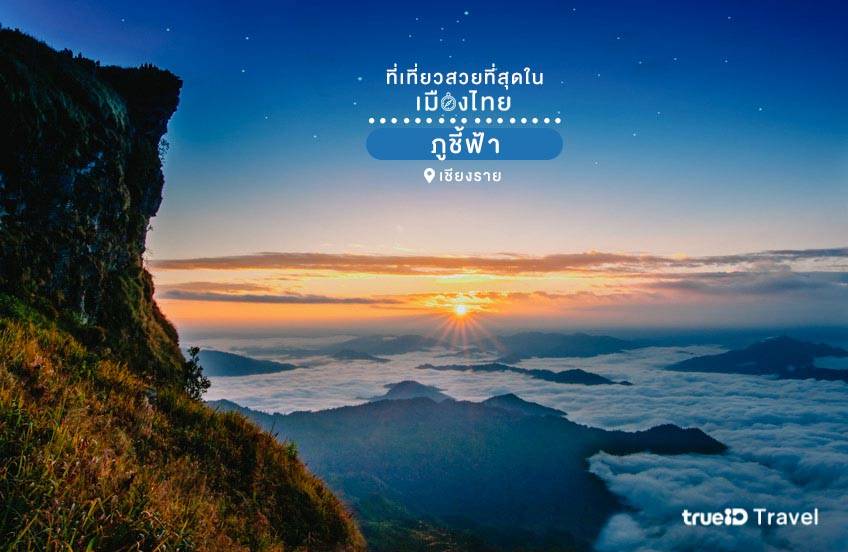 ที่เที่ยวสวยที่สุดใน
เมืองไทย
ภูชี้ฟ้า
เชียงราย
trueID Travel